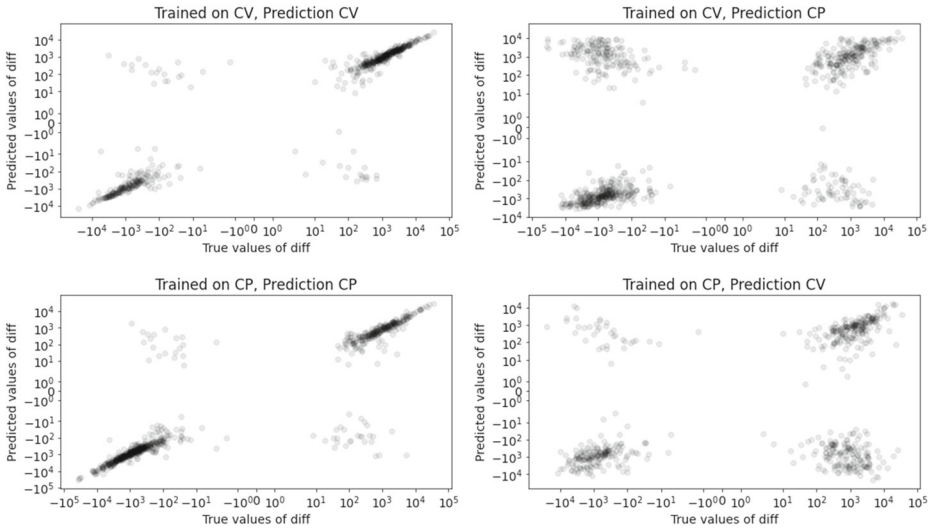 Trained on CV, Prediction CV
Predicted values of diff
10⁴
10³
10²
10¹
10⁰
0
−10⁰
−10¹
−10²
−10³
−10⁴
−10⁴ −10³ −10² −10¹ −10⁰ 0 10⁰ 10¹ 10² 10³ 10⁴ 10⁵
True values of diff
Trained on CV, Prediction CP
Predicted values of diff
10⁴
10³
10²
10¹
10⁰
0
−10⁰
−10¹
−10²
−10³
−10⁴
−10⁵ −10⁴ −10³ −10² −10¹ −10⁰ 0 10⁰ 10¹ 10² 10³ 10⁴ 10⁵
True values of diff
Trained on CP, Prediction CP
Predicted values of diff
10⁴
10³
10²
10¹
10⁰
0
−10⁰
−10¹
−10²
−10³
−10⁴
−10⁵
−10⁵ −10⁴ −10³ −10² −10¹ −10⁰ 0 10⁰ 10¹ 10² 10³ 10⁴ 10⁵
True values of diff
Trained on CP, Prediction CV
Predicted values of diff
10⁴
10³
10²
10¹
10⁰
0
−10⁰
−10¹
−10²
−10³
−10⁴
−10⁴ −10³ −10² −10¹ −10⁰ 0 10⁰ 10¹ 10² 10³ 10⁴ 10⁵
True values of diff